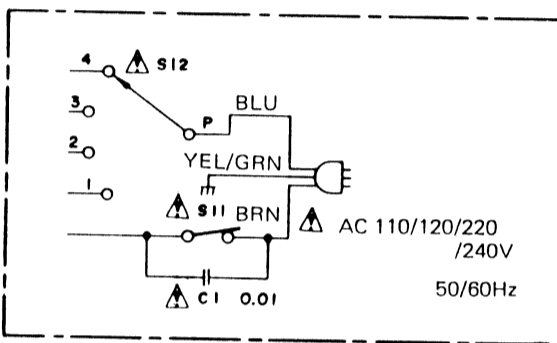 4
S12
3
P
BLU
2
YEL/GRN
1
S11
BRN
AC 110/120/220
/240V
C1 0.01
50/60Hz